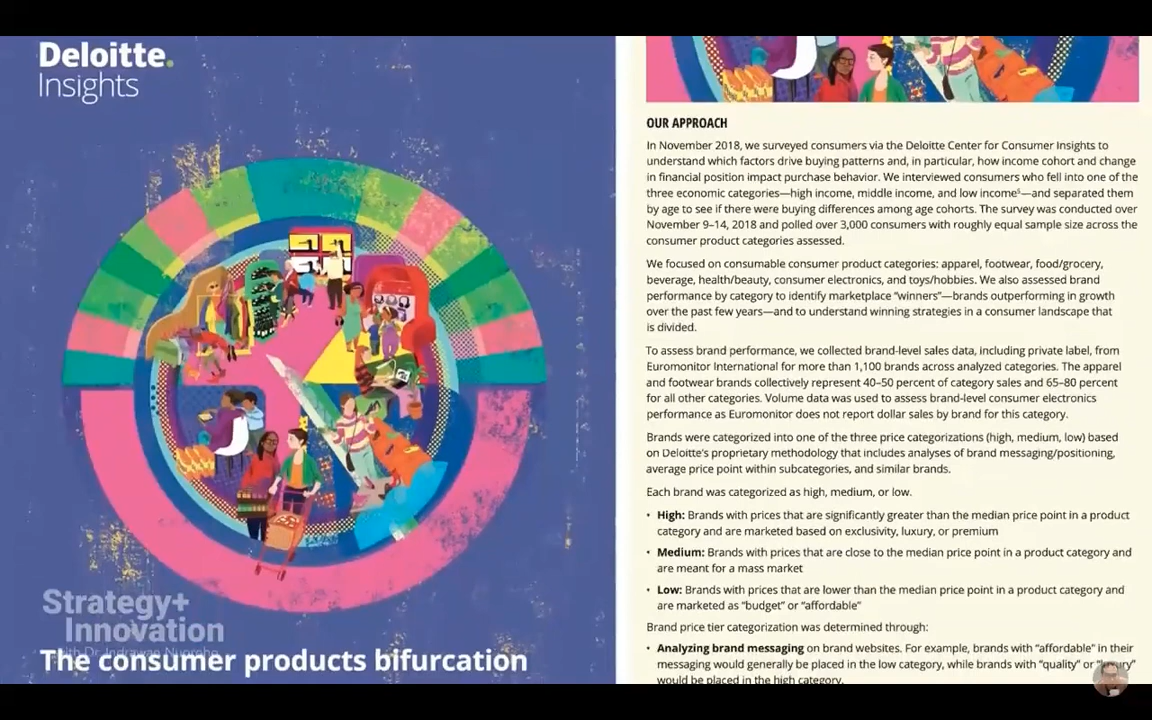 Deloitte.
Insights
Strategy+
Innovation
with Dr. Indrawan Nugroho
The consumer products bifurcation
OUR APPROACH
In November 2018, we surveyed consumers via the Deloitte Center for Consumer Insights to
understand which factors drive buying patterns and, in particular, how income cohort and change
in financial position impact purchase behavior. We interviewed consumers who fell into one of the
three economic categories—high income, middle income, and low income⁵—and separated them
by age to see if there were buying differences among age cohorts. The survey was conducted over
November 9–14, 2018 and polled over 3,000 consumers with roughly equal sample size across the
consumer product categories assessed.
We focused on consumable consumer product categories: apparel, footwear, food/grocery,
beverage, health/beauty, consumer electronics, and toys/hobbies. We also assessed brand
performance by category to identify marketplace “winners”—brands outperforming in growth
over the past few years—and to understand winning strategies in a consumer landscape that
is divided.
To assess brand performance, we collected brand-level sales data, including private label, from
Euromonitor International for more than 1,100 brands across analyzed categories. The apparel
and footwear brands collectively represent 40–50 percent of category sales and 65–80 percent
for all other categories. Volume data was used to assess brand-level consumer electronics
performance as Euromonitor does not report dollar sales by brand for this category.
Brands were categorized into one of the three price categorizations (high, medium, low) based
on Deloitte's proprietary methodology that includes analyses of brand messaging/positioning,
average price point within subcategories, and similar brands.
Each brand was categorized as high, medium, or low.
• High: Brands with prices that are significantly greater than the median price point in a product
category and are marketed based on exclusivity, luxury, or premium
• Medium: Brands with prices that are close to the median price point in a product category and
are meant for a mass market
• Low: Brands with prices that are lower than the median price point in a product category and
are marketed as “budget” or “affordable”
Brand price tier categorization was determined through:
• Analyzing brand messaging on brand websites. For example, brands with “affordable” in their
messaging would generally be placed in the low category, while brands with “quality” or “luxury”
would be placed in the high category.